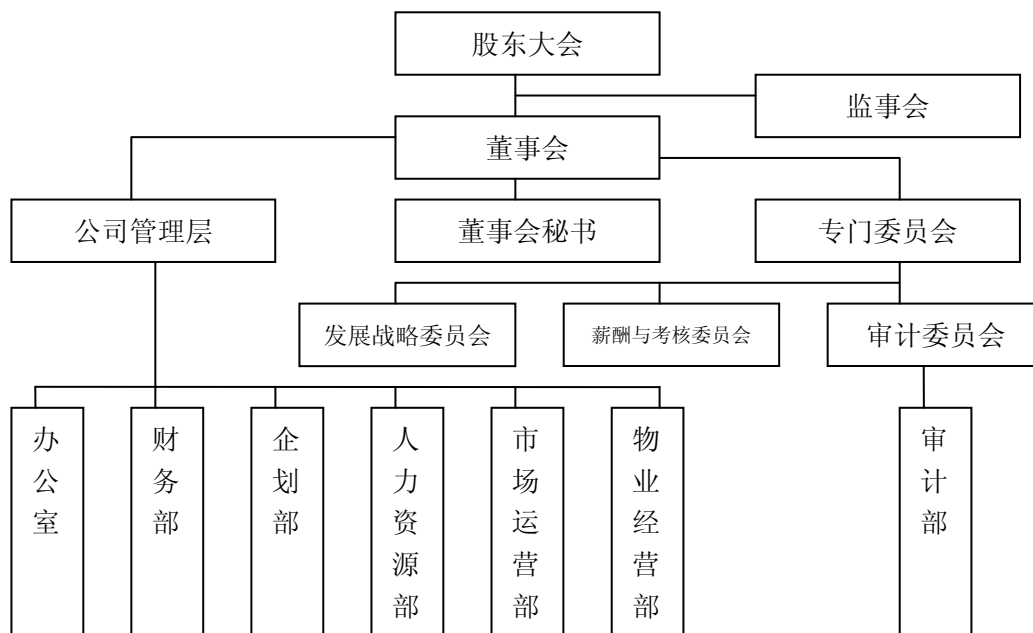 股东大会
监事会
董事会
公司管理层
董事会秘书
专门委员会
发展战略委员会
薪酬与考核委员会
审计委员会
办公室
财务部
企划部
人力资源部
市场运营部
物业经营部
审计部